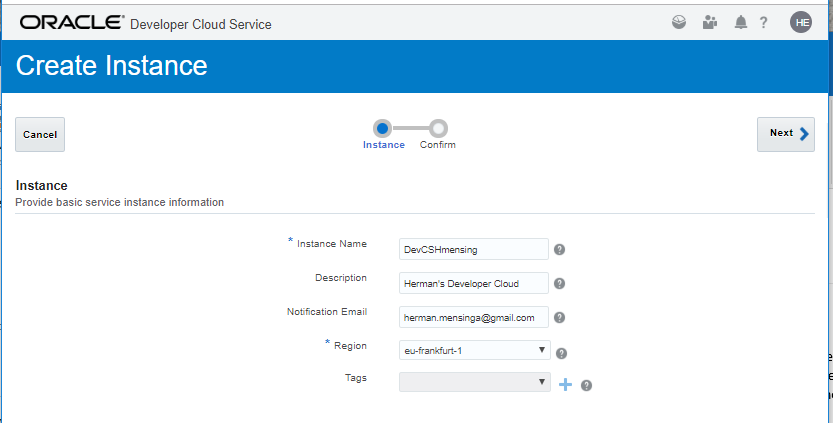 ORACLE® Developer Cloud Service
? HE
Create Instance
Cancel
Instance Confirm
Next
Instance
Provide basic service instance information
* Instance Name DevCSHmensing ?
Description Herman's Developer Cloud ?
Notification Email herman.mensinga@gmail.com ?
* Region eu-frankfurt-1 ?
Tags + ?